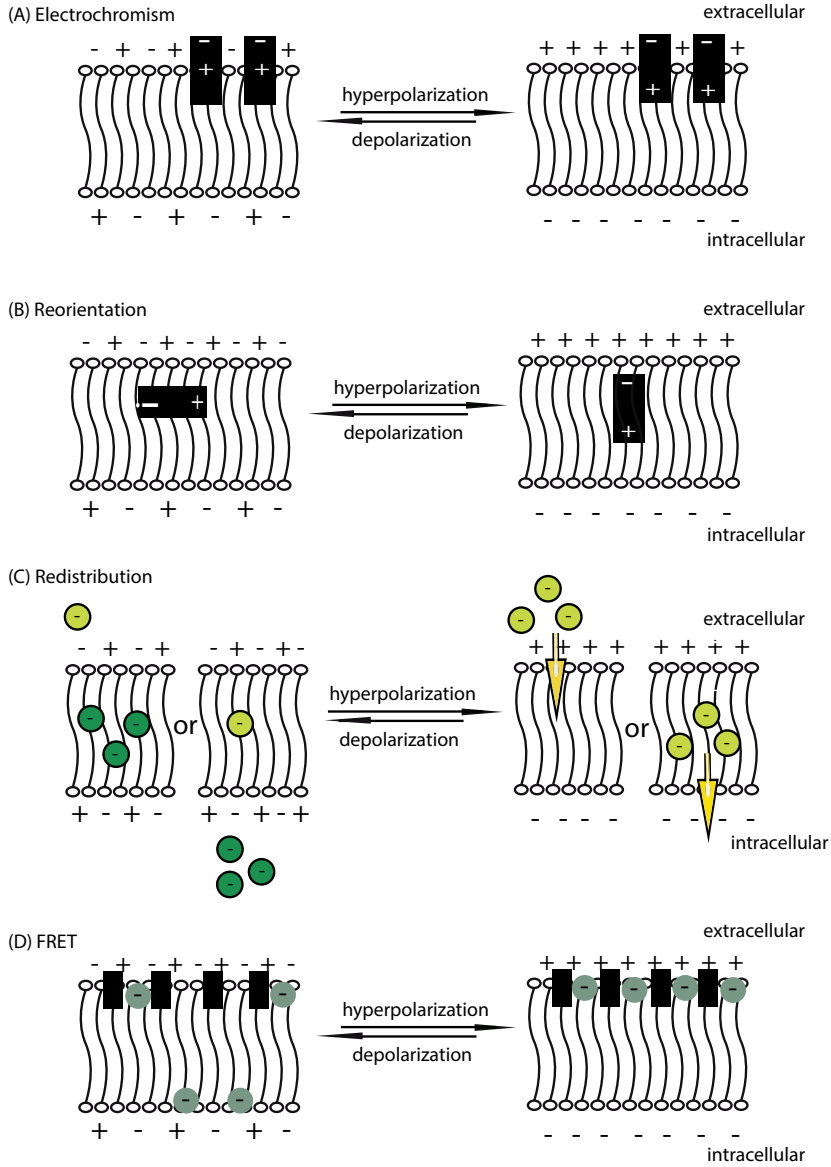 (A) Electrochromism
extracellular
- + - + - - +
+ + + + + +
- -
+ +
- -
+ +
hyperpolarization
depolarization
+ - + - + -
- - - - - -
intracellular
(B) Reorientation
extracellular
- + - + - + - + -
+ + + + + + + +
- +
-
+
hyperpolarization
depolarization
+ - + - + -
- - - - - -
intracellular
(C) Redistribution
extracellular
-
- - -
- + - + -
- + - + -
+ + + + +
+ + + + +
- - -
or
-
hyperpolarization
depolarization
or
- - -
+ - + - +
+ - + - +
- - - -
- - - -
intracellular
- - -
(D) FRET
extracellular
- + - + - + - + -
+ + + + + + + +
- -
- - - -
hyperpolarization
depolarization
- -
+ - + - + -
- - - - - -
intracellular